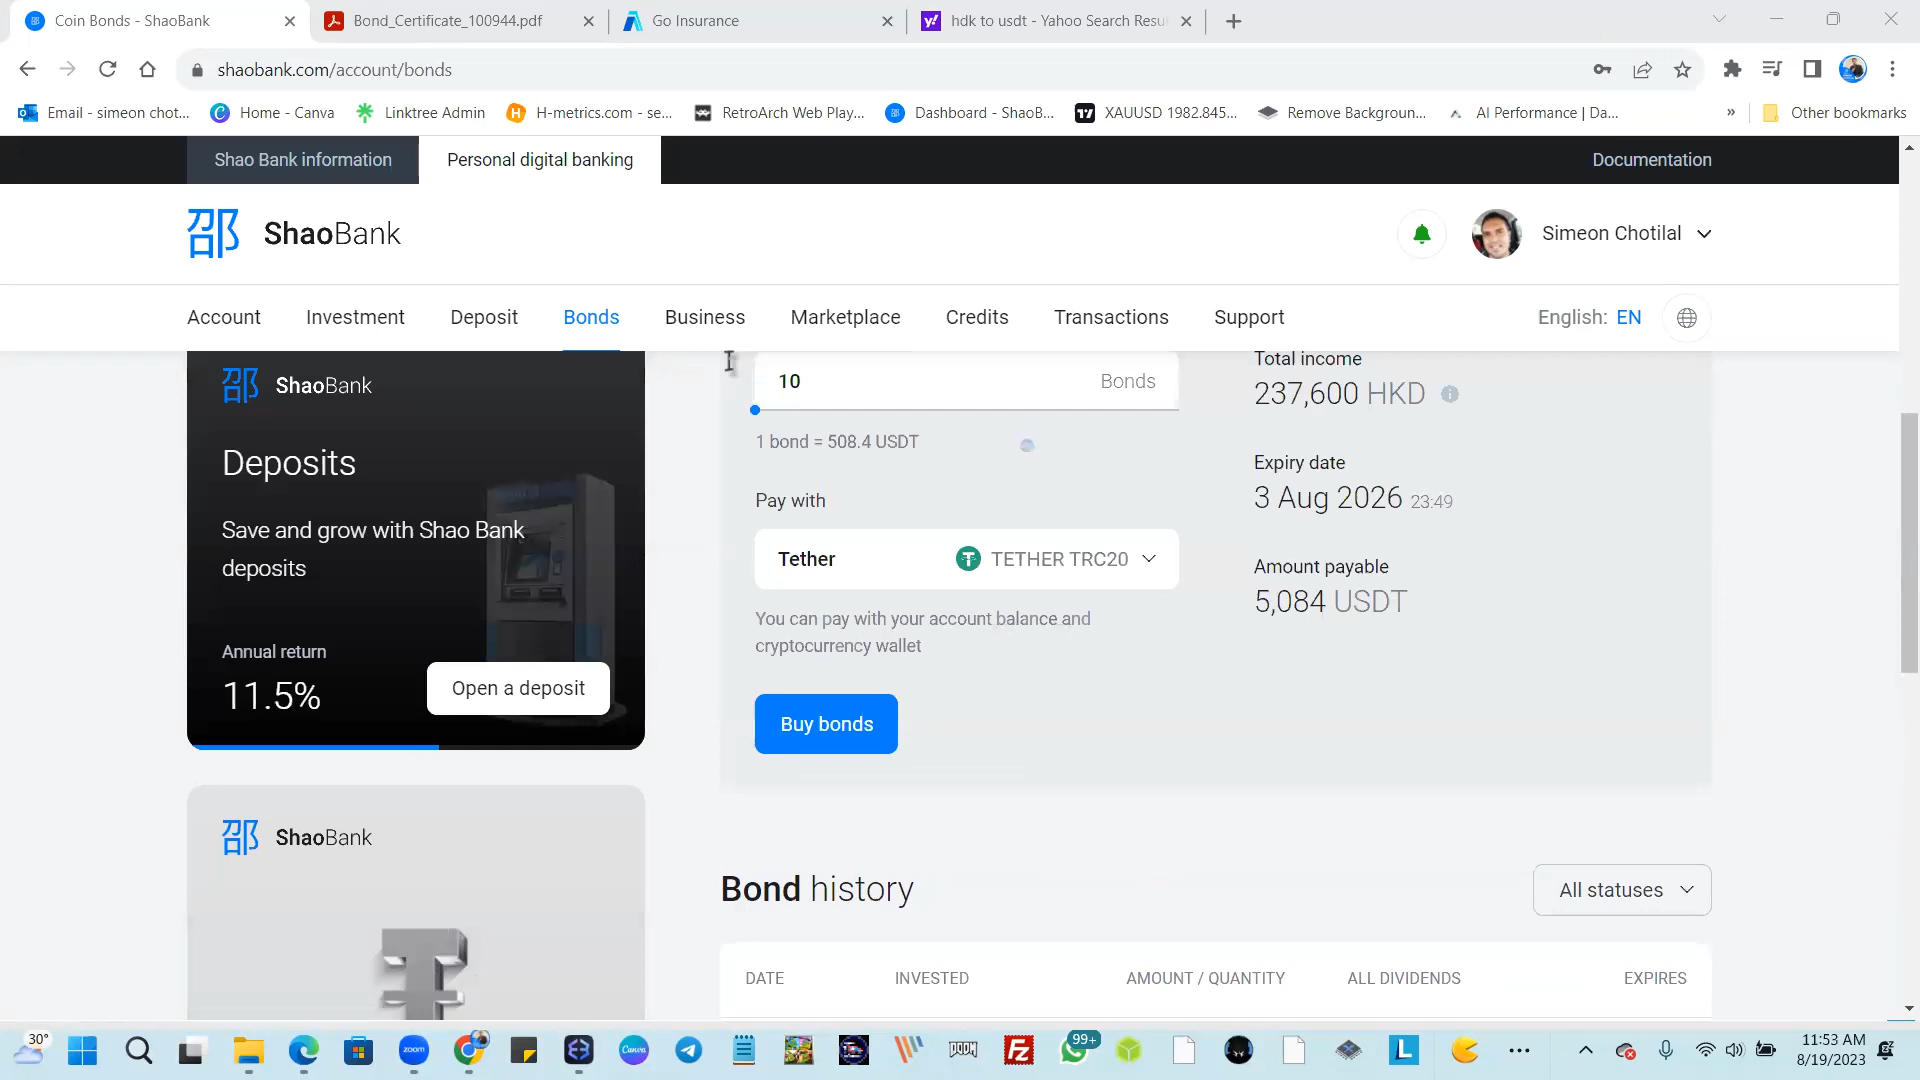 Coin Bonds - ShaoBank
Bond_Certificate_100944.pdf
Go Insurance
hdk to usdt - Yahoo Search Resu
shaobank.com/account/bonds
Email - simeon chot...
Home - Canva
Linktree Admin
H-metrics.com - se...
RetroArch Web Play...
Dashboard - ShaoB...
XAUUSD 1982.845...
Remove Backgroun...
AI Performance | Da...
»
Other bookmarks
Shao Bank information
Personal digital banking
Documentation
邵 ShaoBank
Simeon Chotilal
Account
Investment
Deposit
Bonds
Business
Marketplace
Credits
Transactions
Support
English: EN
邵 ShaoBank
Deposits
Save and grow with Shao Bank
deposits
Annual return
11.5%
Open a deposit
10 Bonds
1 bond = 508.4 USDT
Pay with
Tether TETHER TRC20
You can pay with your account balance and
cryptocurrency wallet
Buy bonds
Total income
237,600 HKD
Expiry date
3 Aug 2026 23:49
Amount payable
5,084 USDT
邵 ShaoBank
Bond history
All statuses
DATE
INVESTED
AMOUNT / QUANTITY
ALL DIVIDENDS
EXPIRES
30°
zoom
Canva
DOOM
FZ
99+
L
11:53 AM
8/19/2023